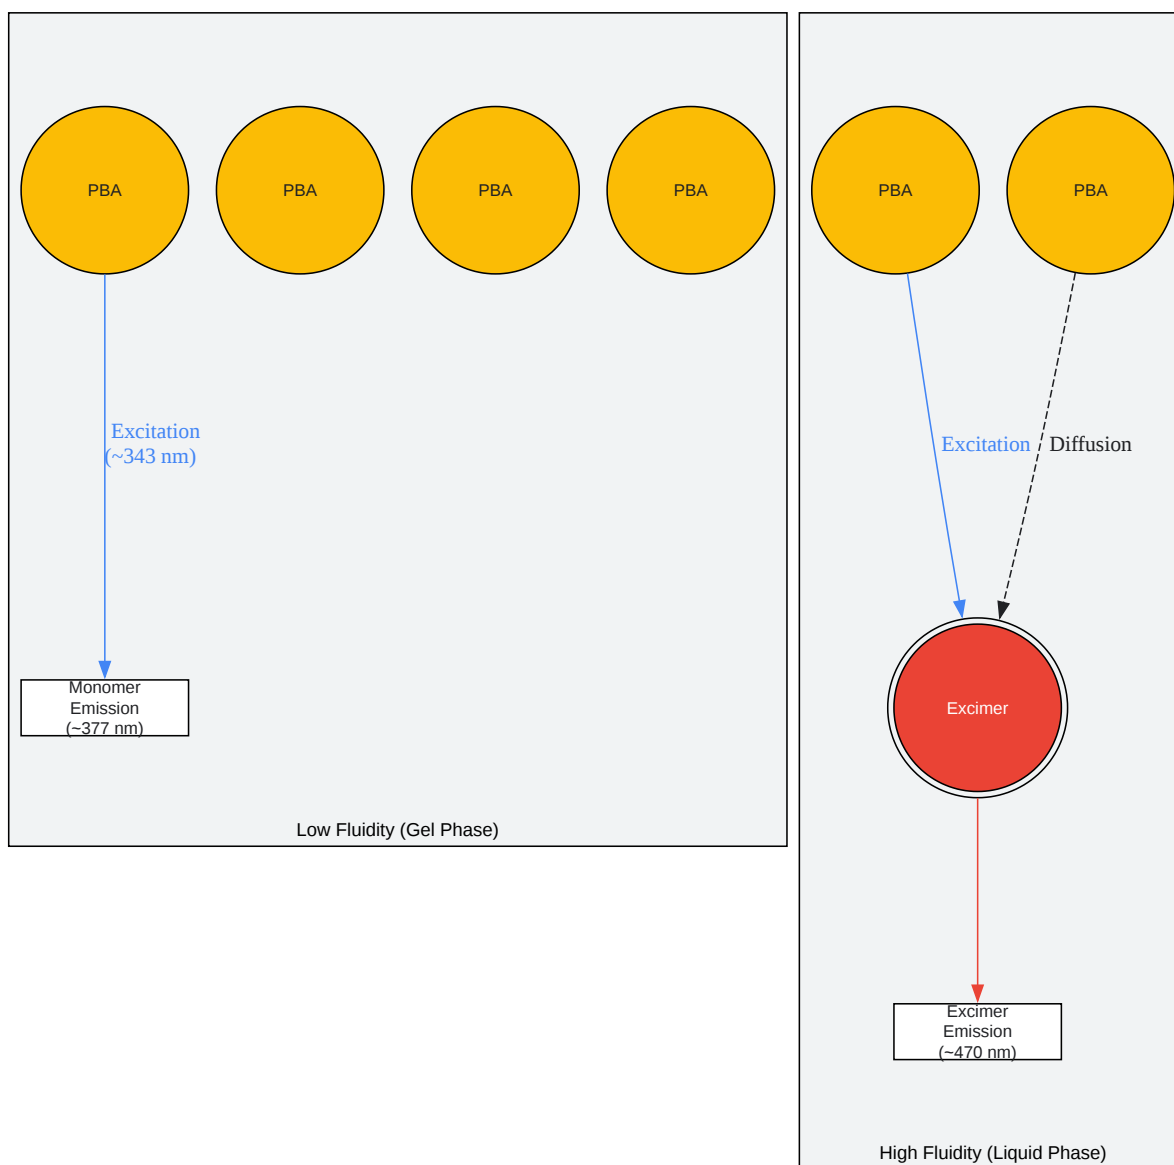 PBA
PBA
PBA
PBA
Excitation
(~343 nm)
Monomer
Emission
(~377 nm)
Low Fluidity (Gel Phase)
PBA
PBA
Excitation
Diffusion
Excimer
Excimer
Emission
(~470 nm)
High Fluidity (Liquid Phase)